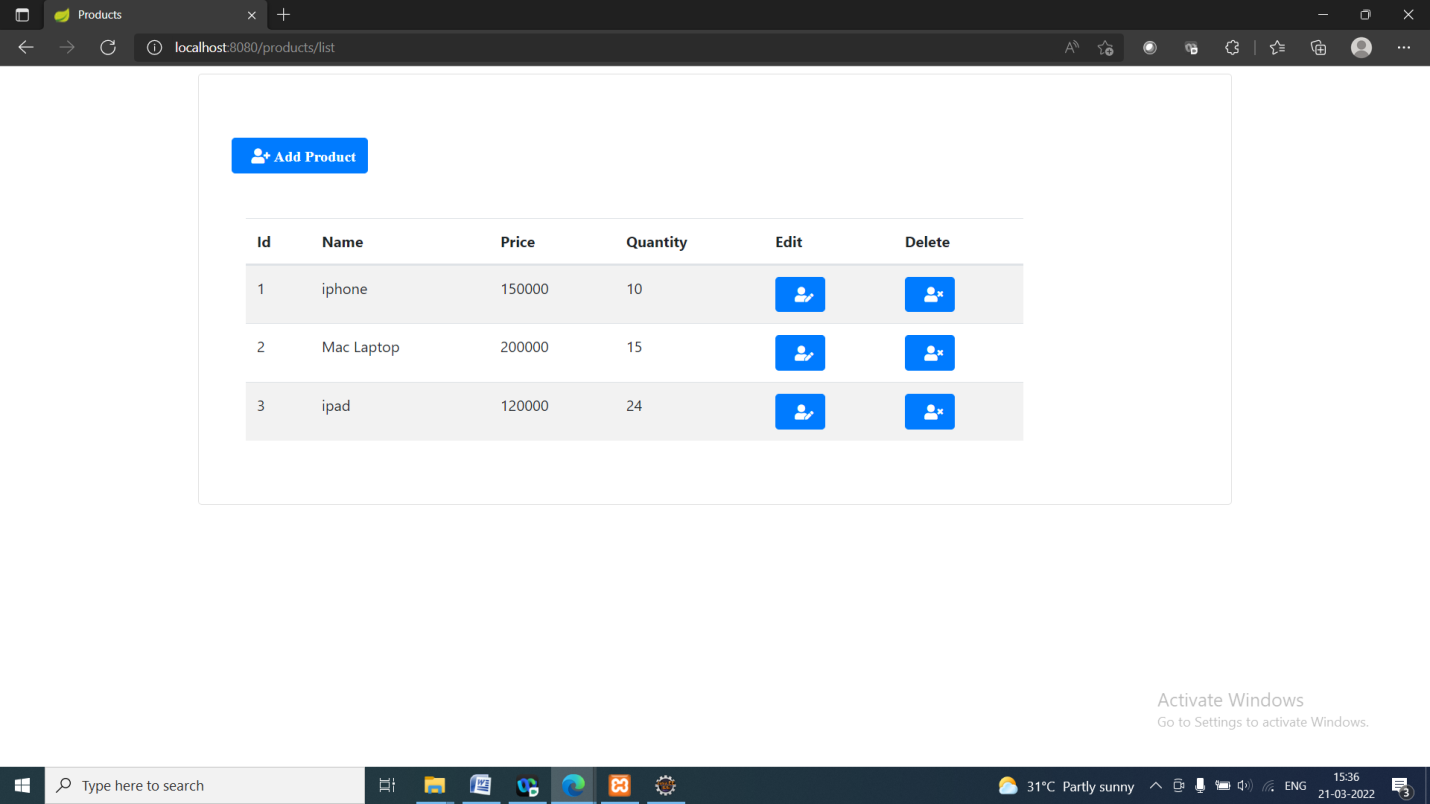 Products
localhost:8080/products/list
Add Product
Id Name Price Quantity Edit Delete
1 iphone 150000 10
2 Mac Laptop 200000 15
3 ipad 120000 24
Activate Windows
Go to Settings to activate Windows.
Type here to search
31°C Partly sunny
ENG
15:36
21-03-2022
3